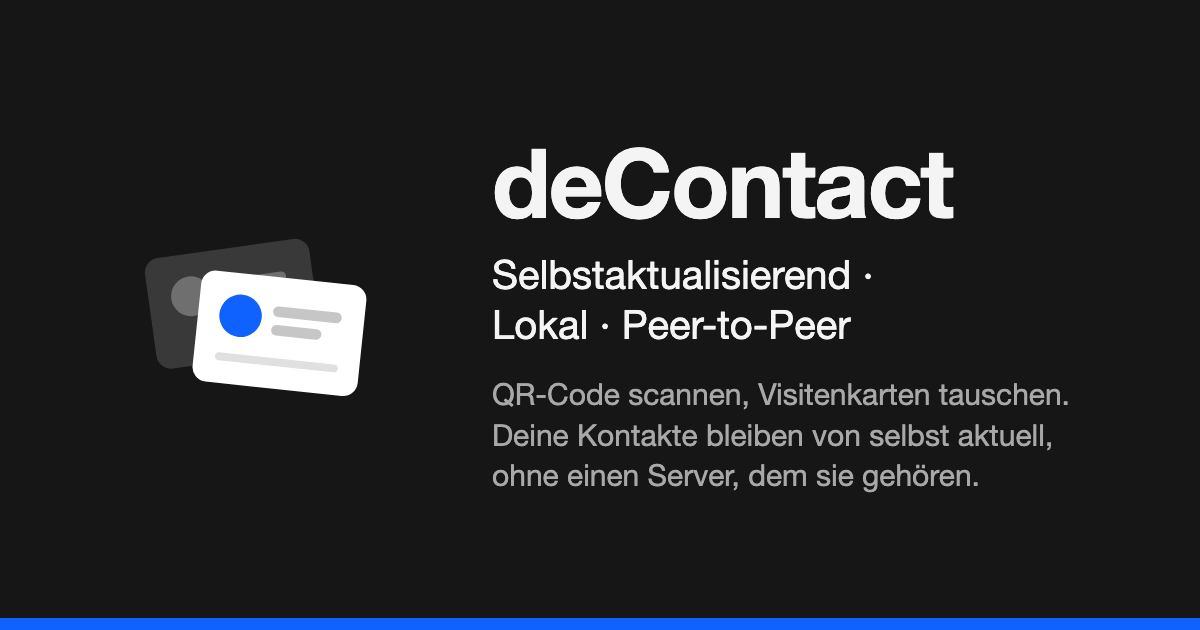 deContact
Selbstaktualisierend ·
Lokal · Peer-to-Peer
QR-Code scannen, Visitenkarten tauschen.
Deine Kontakte bleiben von selbst aktuell,
ohne einen Server, dem sie gehören.